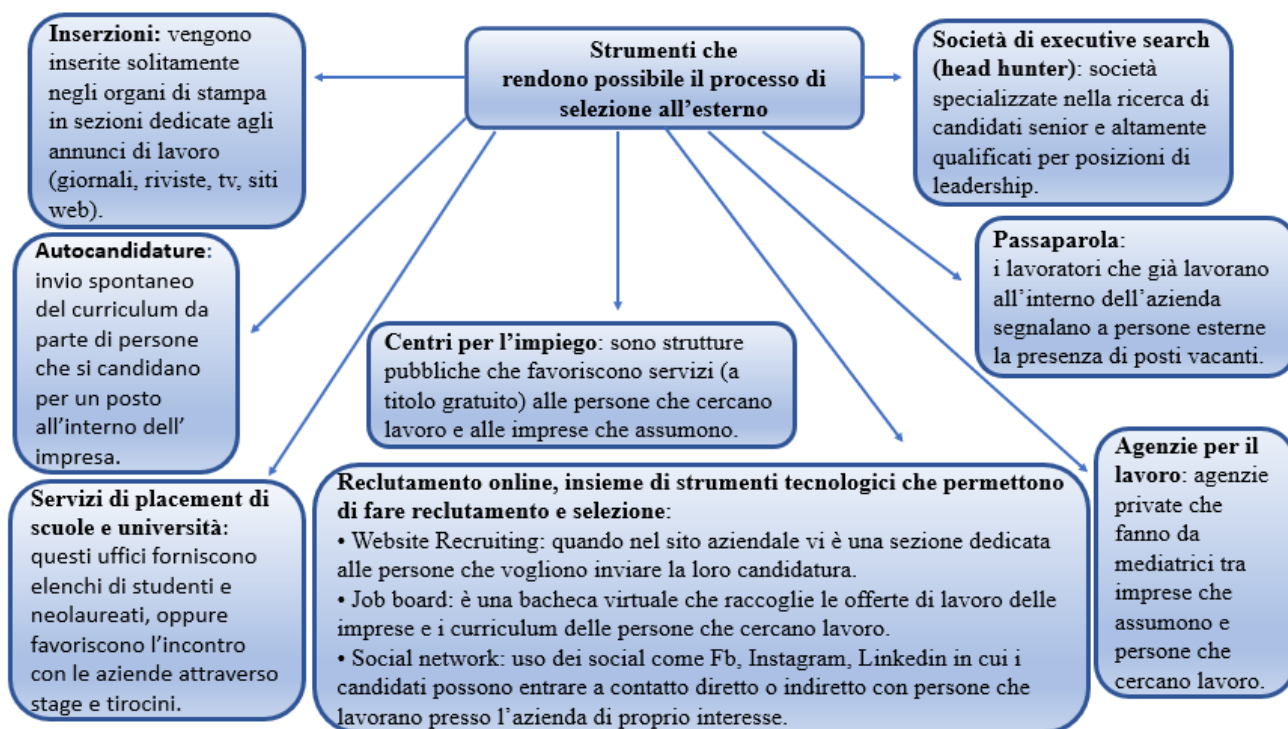 Strumenti che
rendono possibile il processo di
selezione all'esterno
Inserzioni: vengono
inserite solitamente
negli organi di stampa
in sezioni dedicate agli
annunci di lavoro
(giornali, riviste, tv, siti
web).
Società di executive search
(head hunter): società
specializzate nella ricerca di
candidati senior e altamente
qualificati per posizioni di
leadership.
Autocandidature:
invio spontaneo
del curriculum da
parte di persone
che si candidano
per un posto
all'interno dell'
impresa.
Passaparola:
i lavoratori che già lavorano
all'interno dell'azienda
segnalano a persone esterne
la presenza di posti vacanti.
Centri per l'impiego: sono strutture
pubbliche che favoriscono servizi (a
titolo gratuito) alle persone che cercano
lavoro e alle imprese che assumono.
Servizi di placement di
scuole e università:
questi uffici forniscono
elenchi di studenti e
neolaureati, oppure
favoriscono l'incontro
con le aziende attraverso
stage e tirocini.
Reclutamento online, insieme di strumenti tecnologici che permettono
di fare reclutamento e selezione:
• Website Recruiting: quando nel sito aziendale vi è una sezione dedicata
alle persone che vogliono inviare la loro candidatura.
• Job board: è una bacheca virtuale che raccoglie le offerte di lavoro delle
imprese e i curriculum delle persone che cercano lavoro.
• Social network: uso dei social come Fb, Instagram, Linkedin in cui i
candidati possono entrare a contatto diretto o indiretto con persone che
lavorano presso l'azienda di proprio interesse.
Agenzie per il
lavoro: agenzie
private che
fanno da
mediatrici tra
imprese che
assumono e
persone che
cercano lavoro.